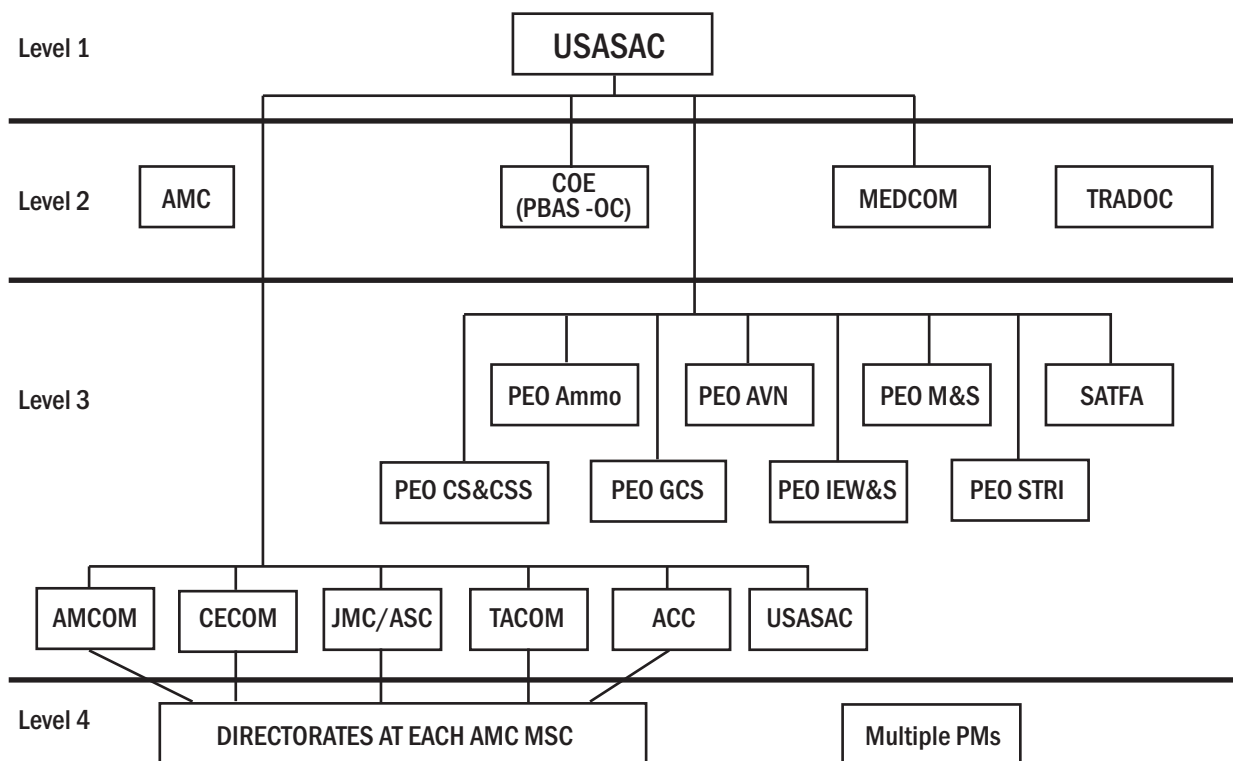 Level 1
USASAC
Level 2
AMC
COE
(PBAS -OC)
MEDCOM
TRADOC
Level 3
PEO Ammo
PEO AVN
PEO M&S
SATFA
PEO CS&CSS
PEO GCS
PEO IEW&S
PEO STRI
AMCOM
CECOM
JMC/ASC
TACOM
ACC
USASAC
Level 4
DIRECTORATES AT EACH AMC MSC
Multiple PMs